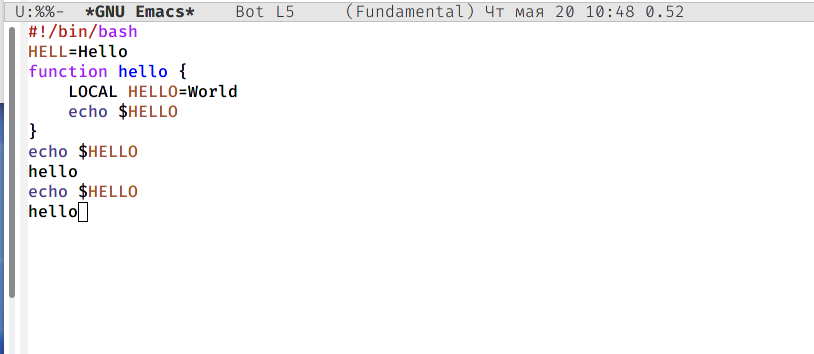 U:%%-  *GNU Emacs*    Bot L5     (Fundamental) Чт мая 20 10:48 0.52
#!/bin/bash
HELL=Hello
function hello {
    LOCAL HELLO=World
    echo $HELLO
}
echo $HELLO
hello
echo $HELLO
hello